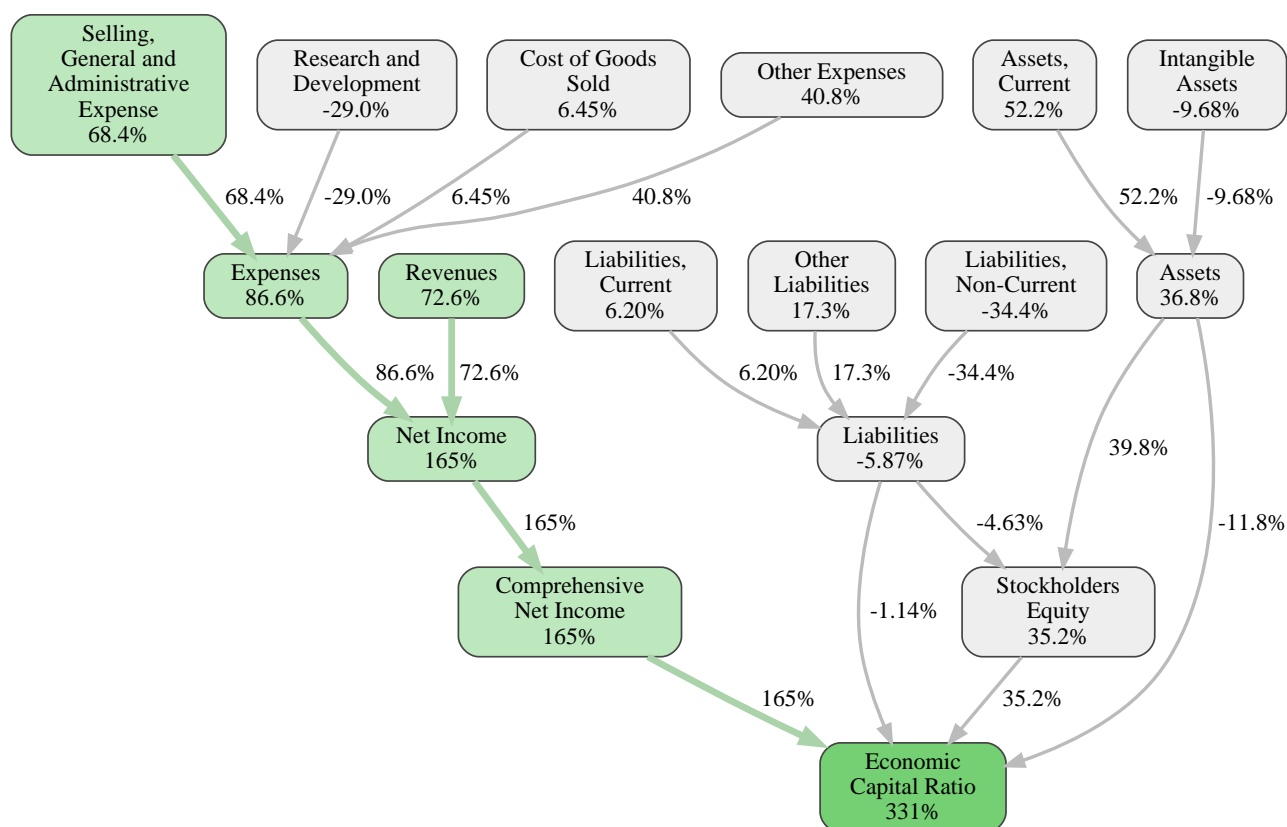 Selling,
General and
Administrative
Expense
68.4%
Research and
Development
-29.0%
Cost of Goods
Sold
6.45%
Other Expenses
40.8%
Assets,
Current
52.2%
Intangible
Assets
-9.68%
68.4%
-29.0%
6.45%
40.8%
52.2%
-9.68%
Expenses
86.6%
Revenues
72.6%
Liabilities,
Current
6.20%
Other
Liabilities
17.3%
Liabilities,
Non-Current
-34.4%
Assets
36.8%
86.6%
72.6%
6.20%
17.3%
-34.4%
Net Income
165%
Liabilities
-5.87%
39.8%
165%
-4.63%
-11.8%
Comprehensive
Net Income
165%
-1.14%
Stockholders
Equity
35.2%
165%
35.2%
Economic
Capital Ratio
331%